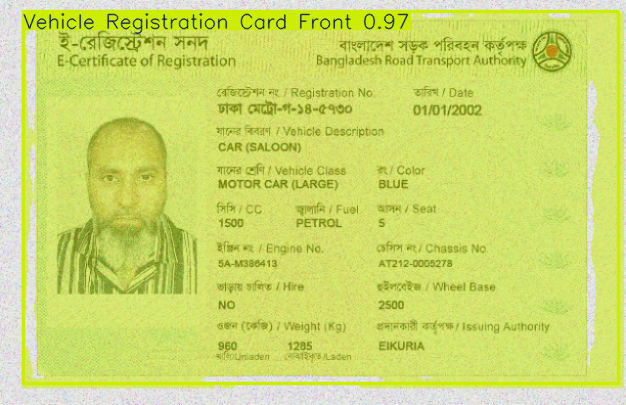 Vehicle Registration Card Front 0.97
ই-রেজিস্ট্রেশন সনদ
E-Certificate of Registration
বাংলাদেশ সড়ক পরিবহন কর্তৃপক্ষ
Bangladesh Road Transport Authority
রেজিস্ট্রেশন নং / Registration No.
তারিখ / Date
ঢাকা মেট্রো-গ-১৪-৫৭৩০
01/01/2002
যানের বিবরণ / Vehicle Description
CAR (SALOON)
যানের শ্রেণি / Vehicle Class
রং / Color
MOTOR CAR (LARGE)
BLUE
সিসি / CC
জ্বালানি / Fuel
আসন / Seat
1500
PETROL
5
ইঞ্জিন নং / Engine No.
চেসিস নং / Chassis No
5A-M386413
AT212-0005278
ভাড়ায় চালিত / Hire
হুইলবেইজ / Wheel Base
NO
2500
ওজন (কেজি) / Weight (Kg)
প্রদানকারী কর্তৃপক্ষ / Issuing Authority
960
1285
EIKURIA
খালি/Unladen
/Laden